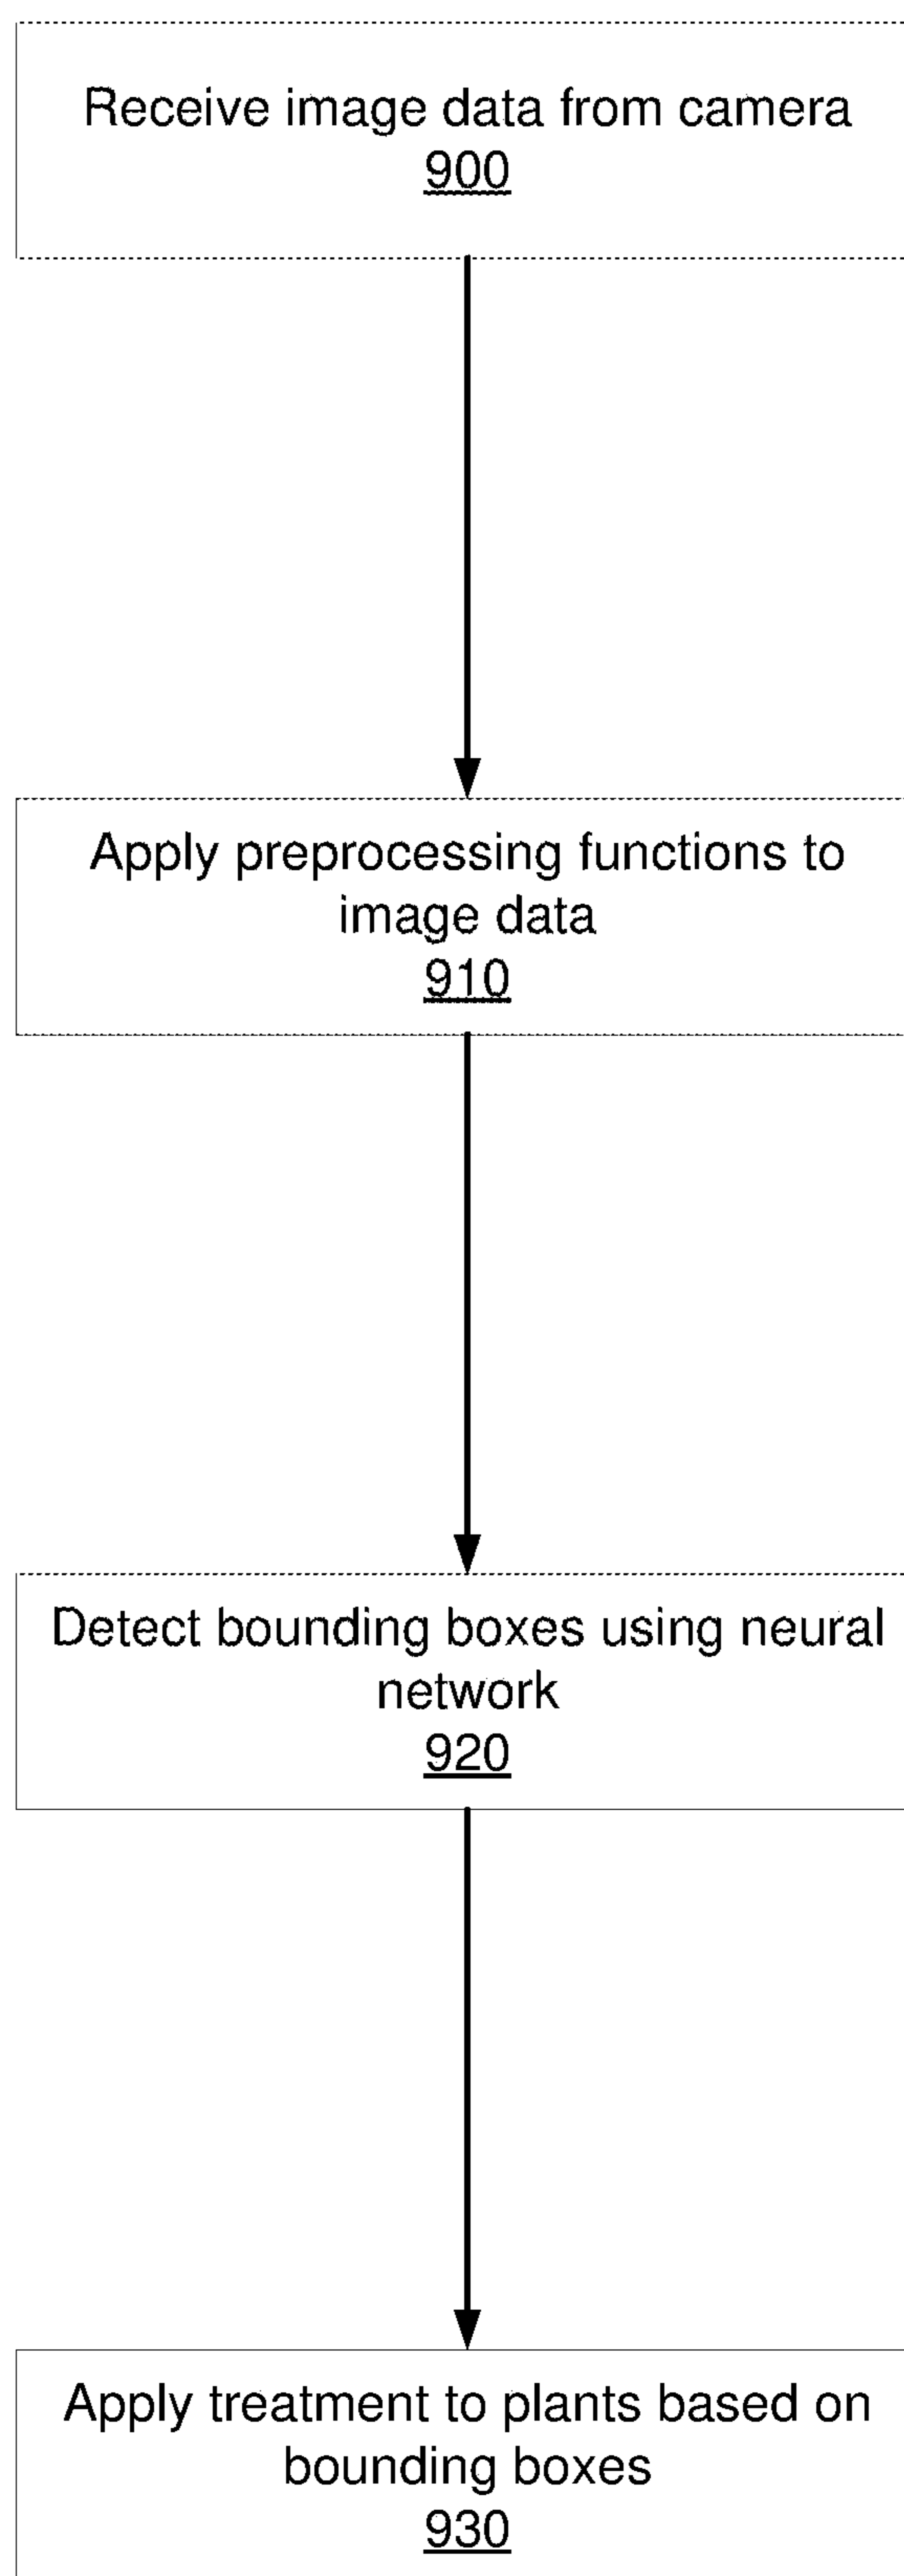 Receive image data from camera
900
Apply preprocessing functions to
image data
910
Detect bounding boxes using neural
network
920
Apply treatment to plants based on
bounding boxes
930